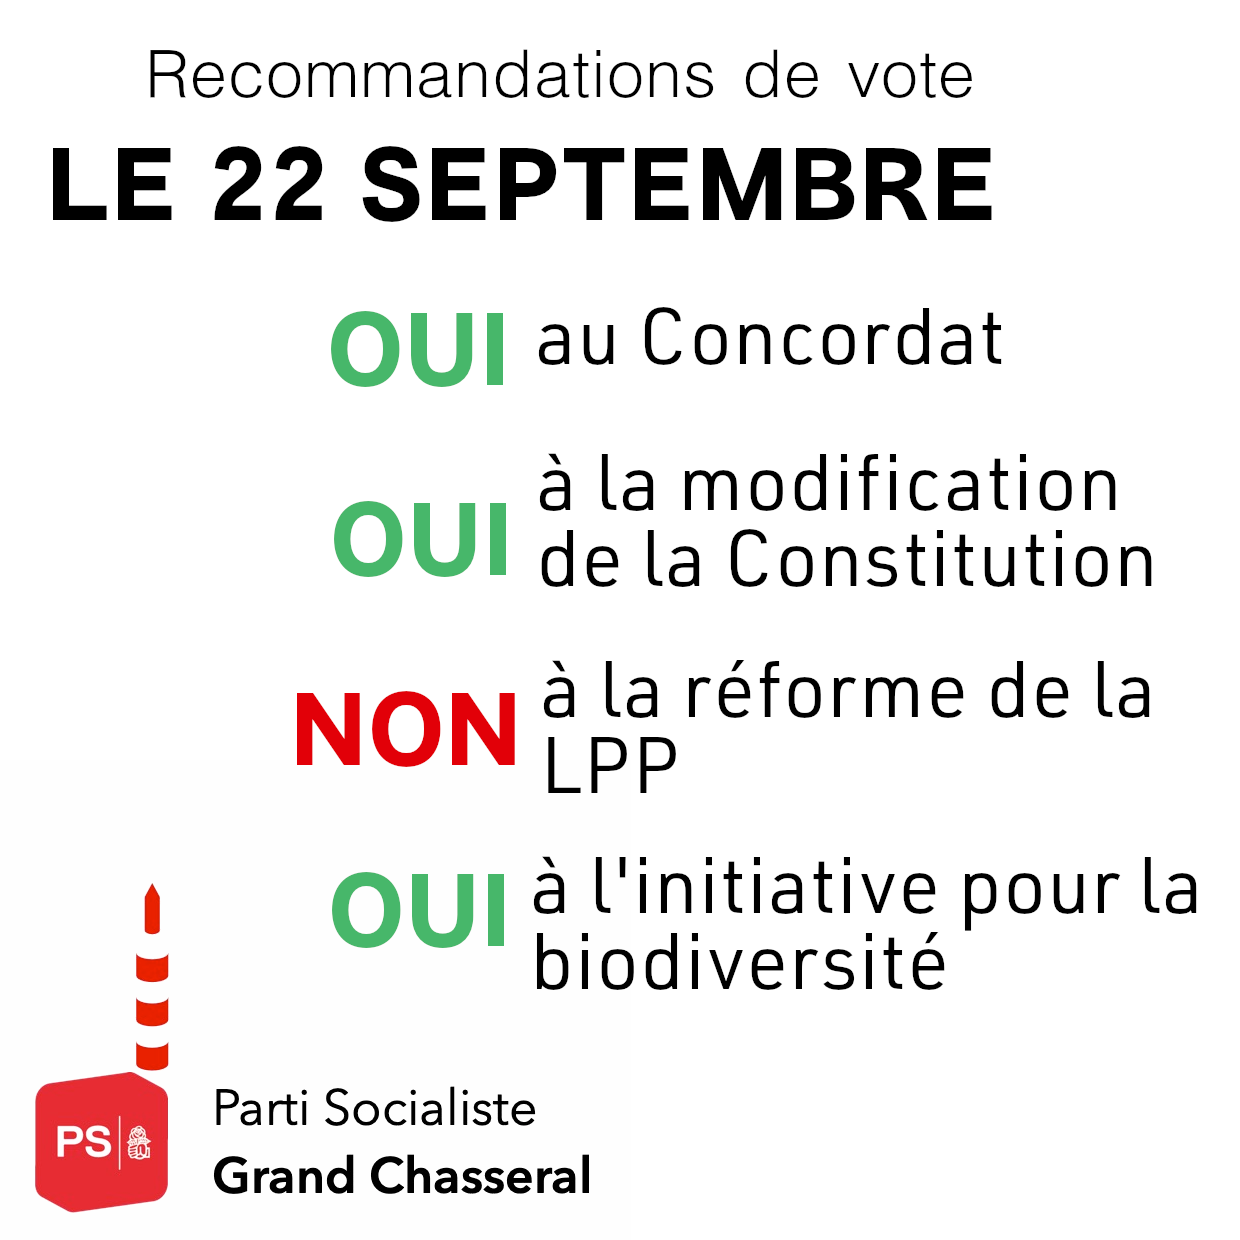 Recommandations de vote
LE 22 SEPTEMBRE
OUI au Concordat
OUI à la modification
de la Constitution
NON à la réforme de la
LPP
OUI à l'initiative pour la
biodiversité
PS
Parti Socialiste
Grand Chasseral